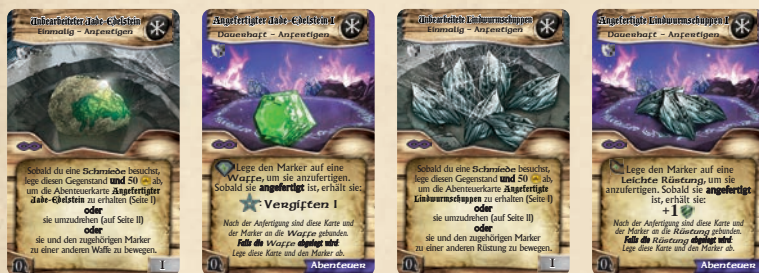 Unbearbeiteter Jade-Edelstein
Einmalig – Anfertigen
Sobald du eine Schmiede besuchst,
lege diesen Gegenstand und 50 ab,
um die Abenteuerkarte Angefertigter
Jade-Edelstein zu erhalten (Seite I)
oder
sie umzudrehen (auf Seite II)
oder
sie und den zugehörigen Marker
zu einer anderen Waffe zu bewegen.
0
I
Angefertigter Jade-Edelstein I
Dauerhaft – Anfertigen
Lege den Marker auf eine
Waffe, um sie anzufertigen.
Sobald sie angefertigt ist, erhält sie:
: Vergiften I
Nach der Anfertigung sind diese Karte und
der Marker an die Waffe gebunden.
Falls die Waffe abgelegt wird:
Lege diese Karte und den Marker ab.
0
Abenteuer
Unbearbeitete Lindwurmschuppen
Einmalig – Anfertigen
Sobald du eine Schmiede besuchst,
lege diesen Gegenstand und 50 ab,
um die Abenteuerkarte Angefertigte
Lindwurmschuppen zu erhalten (Seite I)
oder
sie umzudrehen (auf Seite II)
oder
sie und den zugehörigen Marker
zu einer anderen Rüstung zu bewegen.
0
I
Angefertigte Lindwurmschuppen I
Dauerhaft – Anfertigen
Lege den Marker auf eine
Leichte Rüstung, um sie
anzufertigen. Sobald sie angefertigt
ist, erhält sie:
+1
Nach der Anfertigung sind diese Karte und
der Marker an die Rüstung gebunden.
Falls die Rüstung abgelegt wird:
Lege diese Karte und den Marker ab.
0
Abenteuer